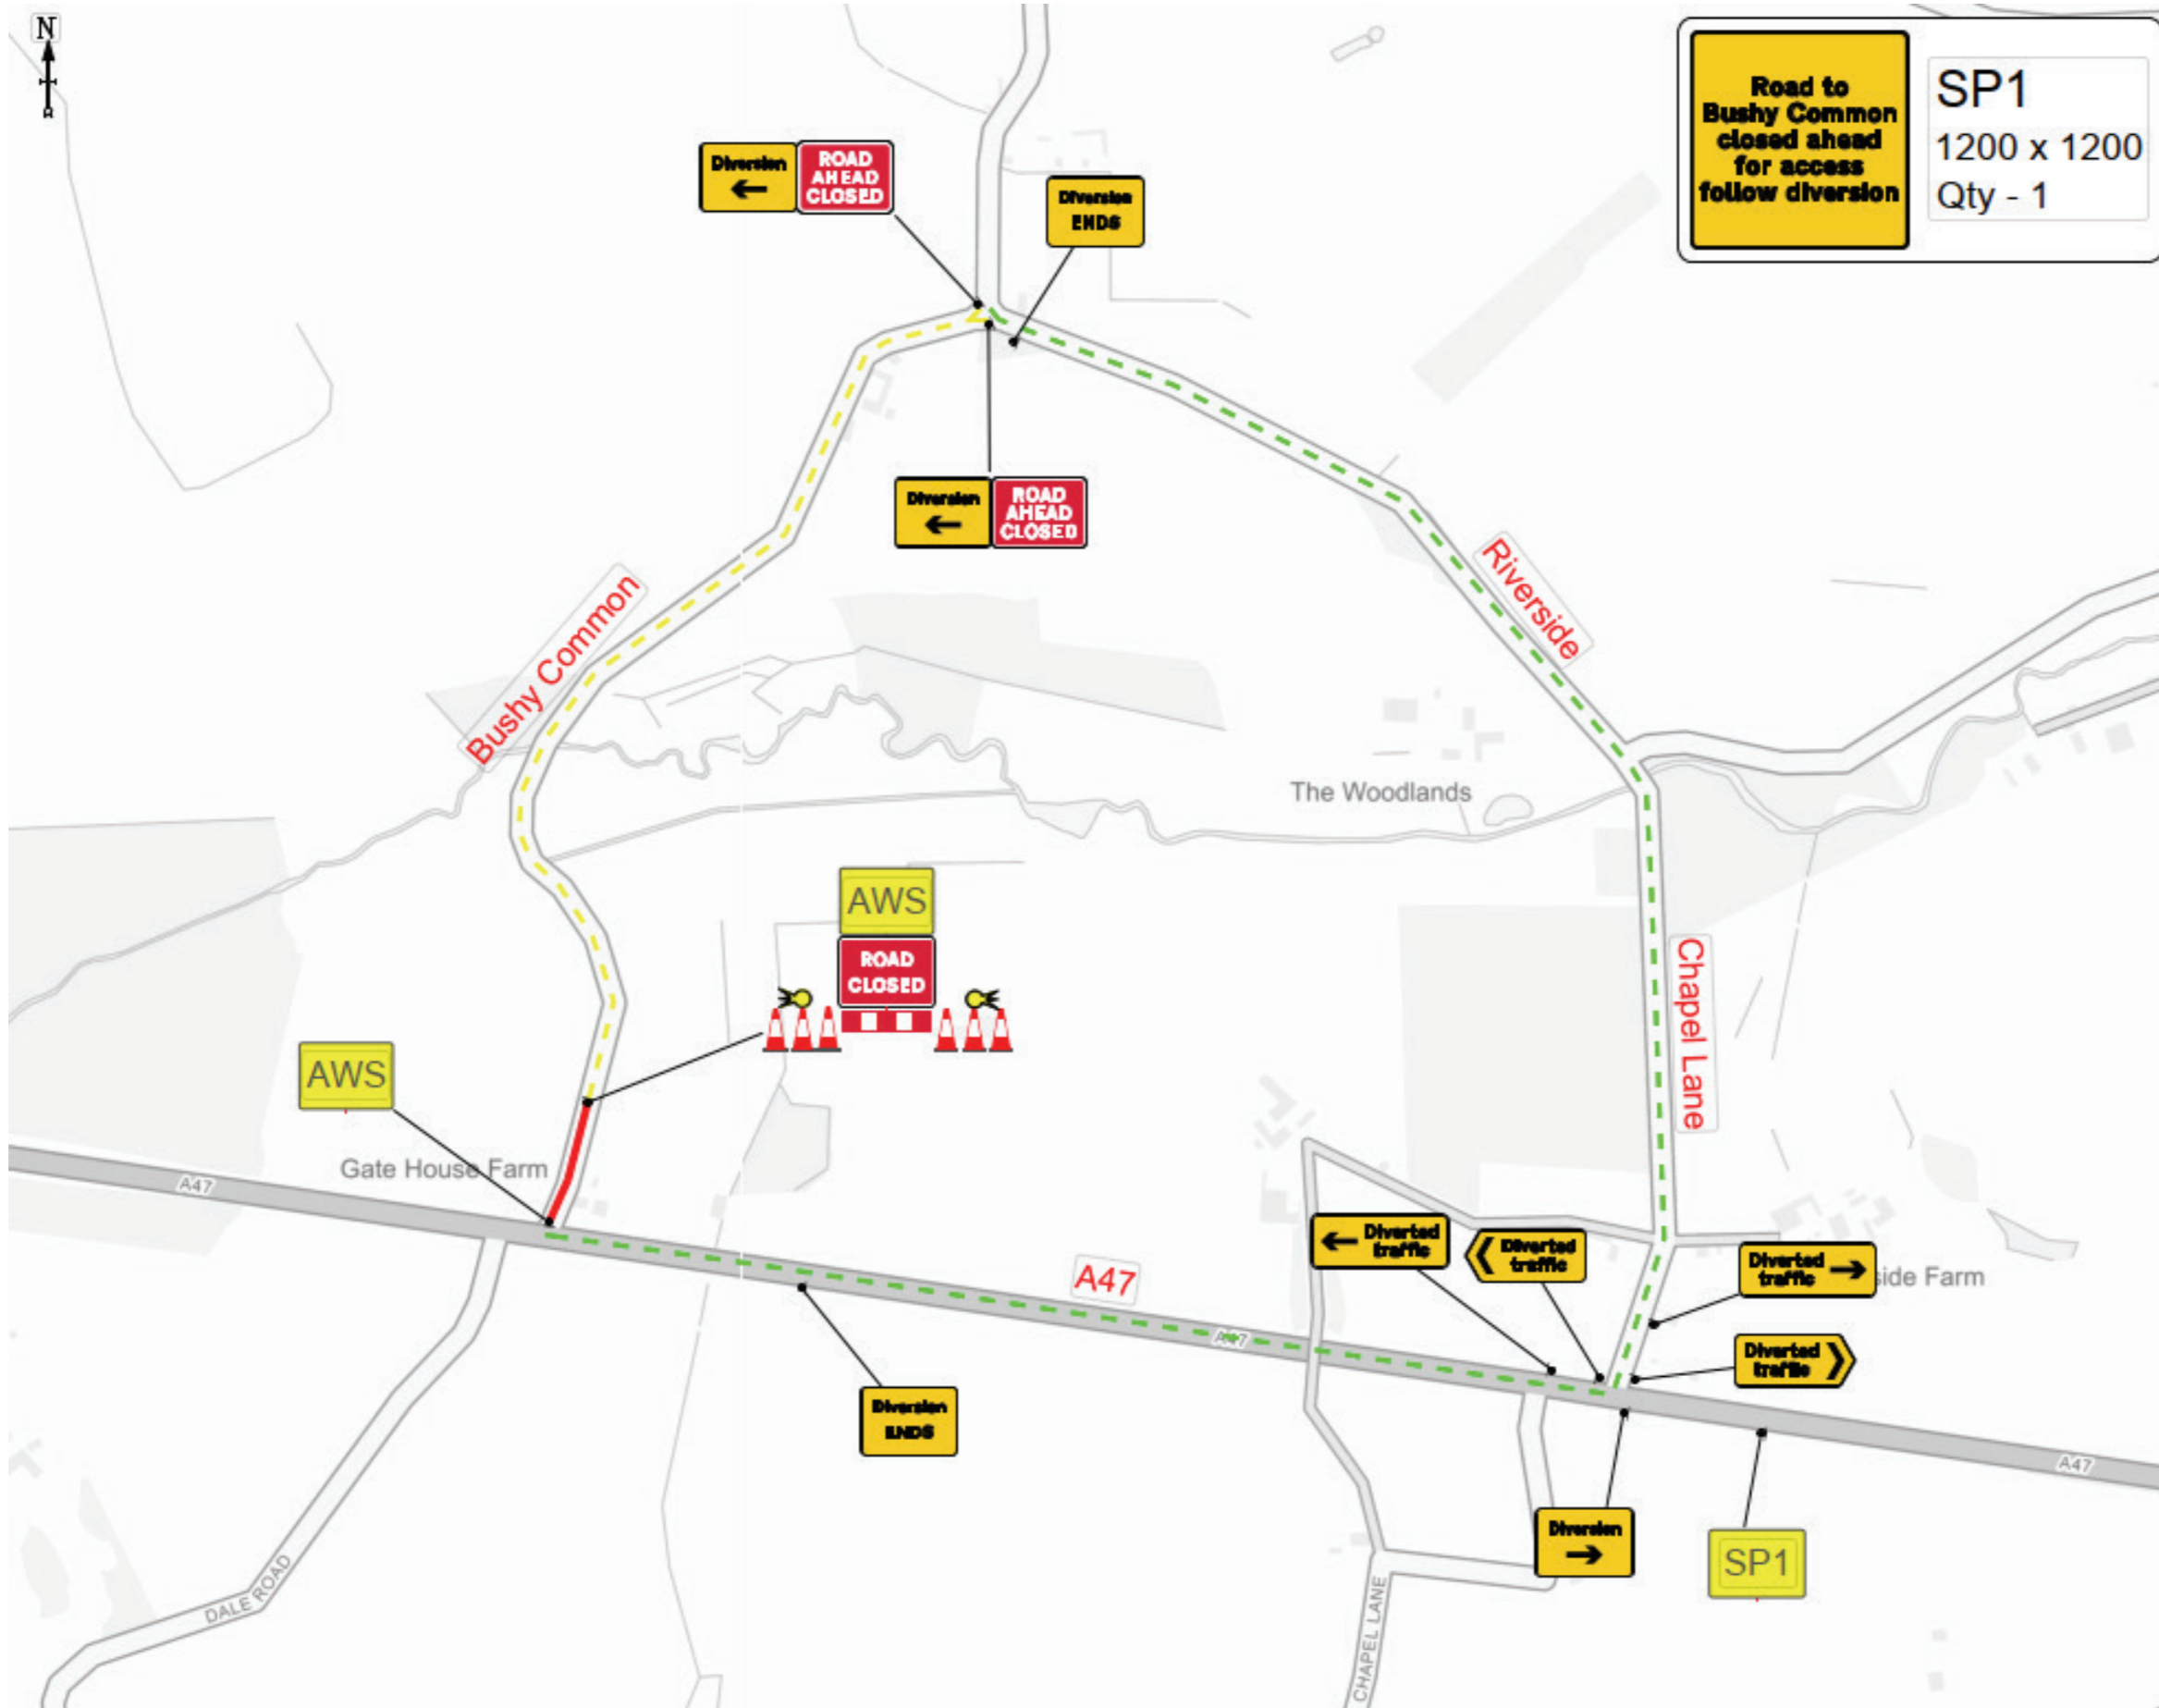 N
Road to
Bushy Common
closed ahead
for access
follow diversion
SP1
1200 x 1200
Qty - 1
Diversion
ROAD
AHEAD
CLOSED
Diversion
ENDS
Diversion
ROAD
AHEAD
CLOSED
Riverside
Bushy Common
The Woodlands
AWS
ROAD
CLOSED
Chapel Lane
AWS
Gate House Farm
A47
A47
Diverted
traffic
Diverted
traffic
Diverted
traffic
side Farm
A47
Diverted
traffic
Diversion
ENDS
A47
Diversion
SP1
DALE ROAD
CHAPEL LANE